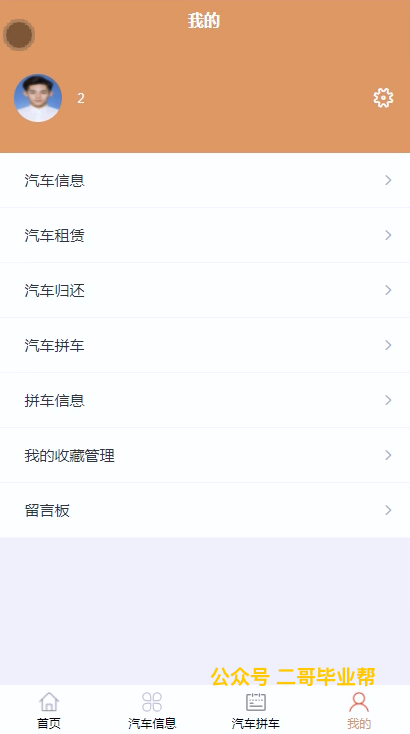 我的
2
汽车信息
汽车租赁
汽车归还
汽车拼车
拼车信息
我的收藏管理
留言板
公众号 二哥毕业帮
首页 汽车信息 汽车拼车 我的